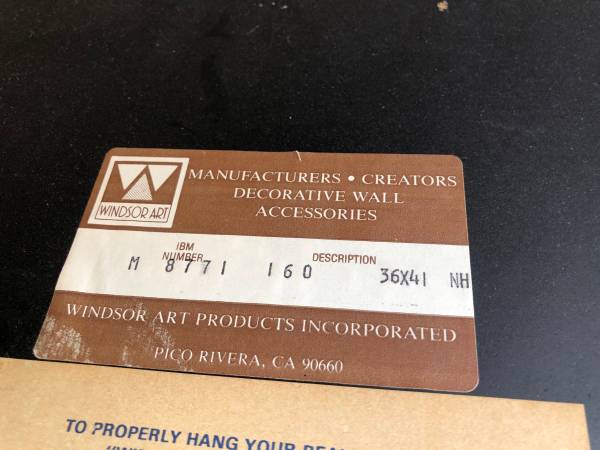 WINDSOR ART
MANUFACTURERS • CREATORS
DECORATIVE WALL
ACCESSORIES
IBM
NUMBER
DESCRIPTION
M 8771 160 36X41 NH
WINDSOR ART PRODUCTS INCORPORATED
PICO RIVERA, CA 90660
TO PROPERLY HANG YOUR